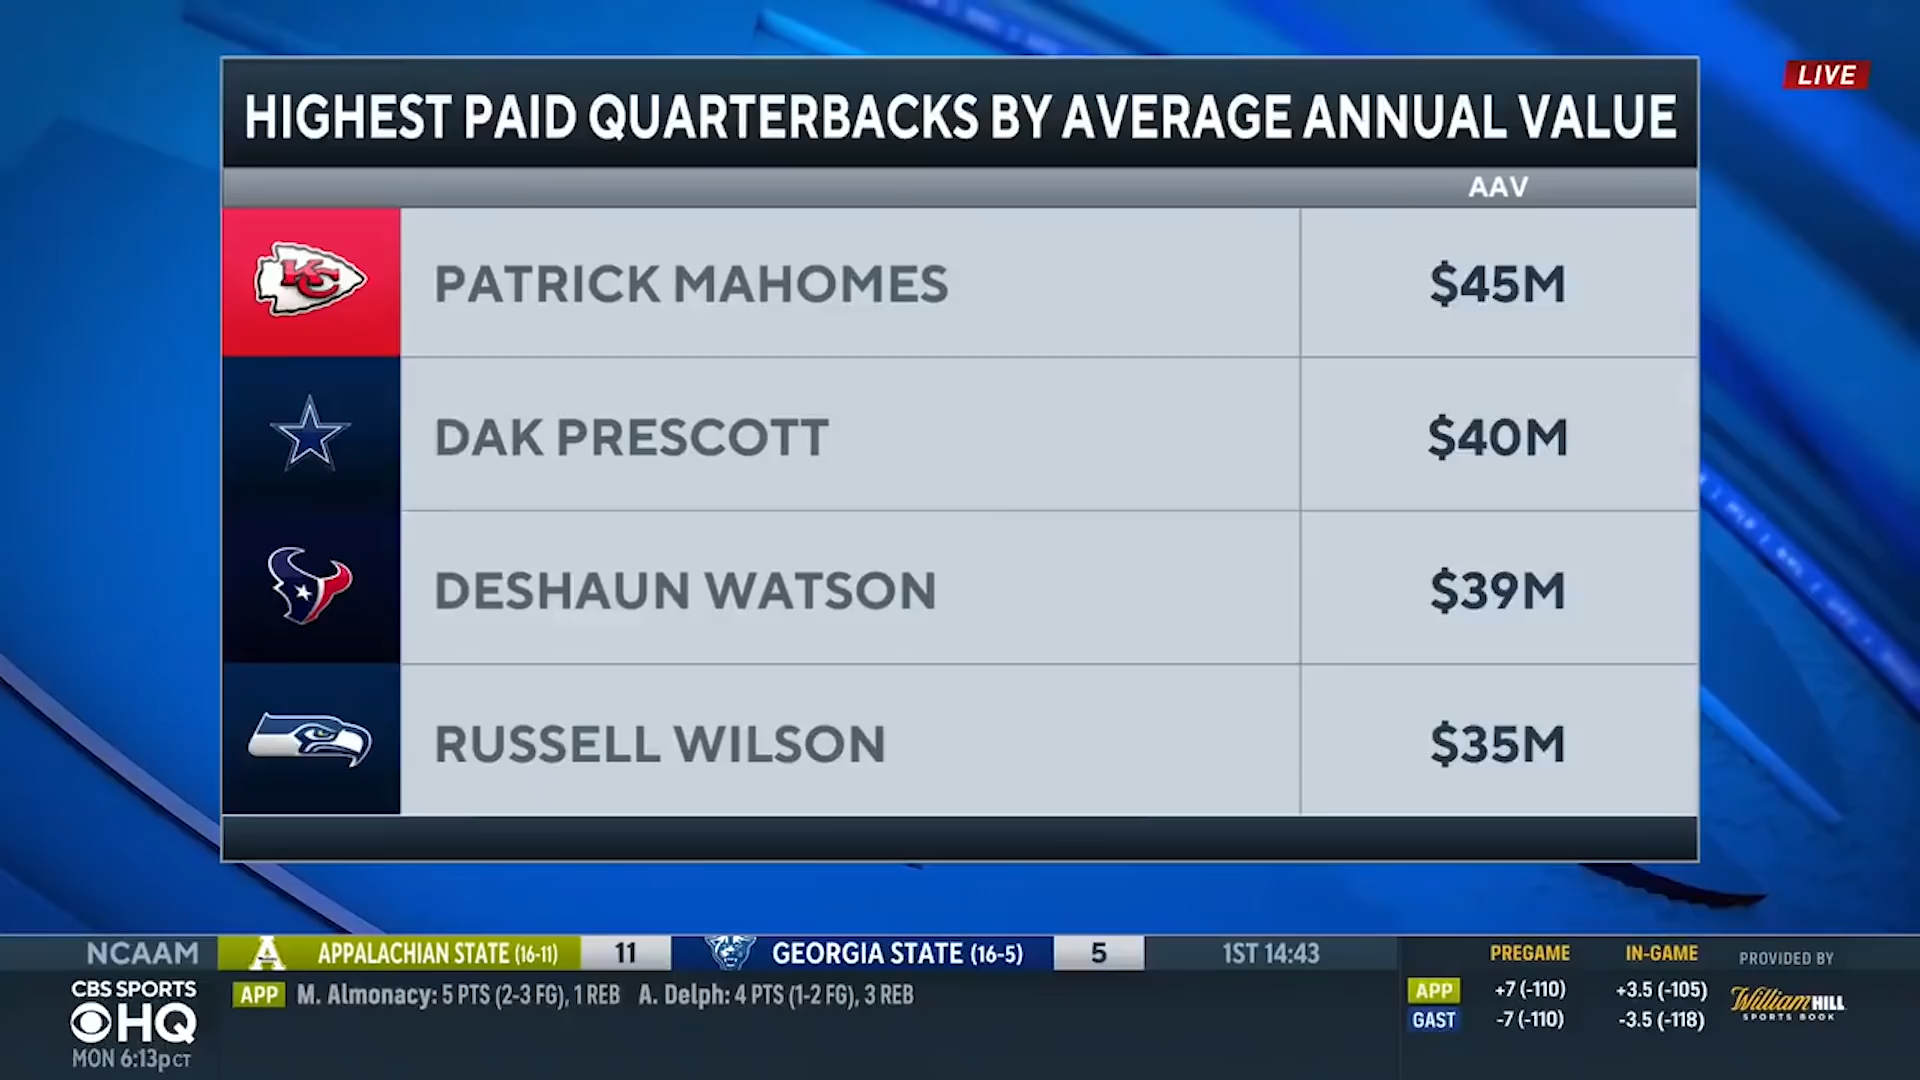 LIVE
HIGHEST PAID QUARTERBACKS BY AVERAGE ANNUAL VALUE
AAV
KC PATRICK MAHOMES $45M
DAK PRESCOTT $40M
DESHAUN WATSON $39M
RUSSELL WILSON $35M
NCAAM A APPALACHIAN STATE (16-11) 11 GEORGIA STATE (16-5) 5 1ST 14:43
APP M. Almonacy: 5 PTS (2-3 FG), 1 REB A. Delph: 4 PTS (1-2 FG), 3 REB
CBS SPORTS
HQ
MON 6:13p CT
PREGAME IN-GAME
APP +7 (-110) +3.5 (-105)
GAST -7 (-110) -3.5 (-118)
PROVIDED BY
William HILL
SPORTS BOOK